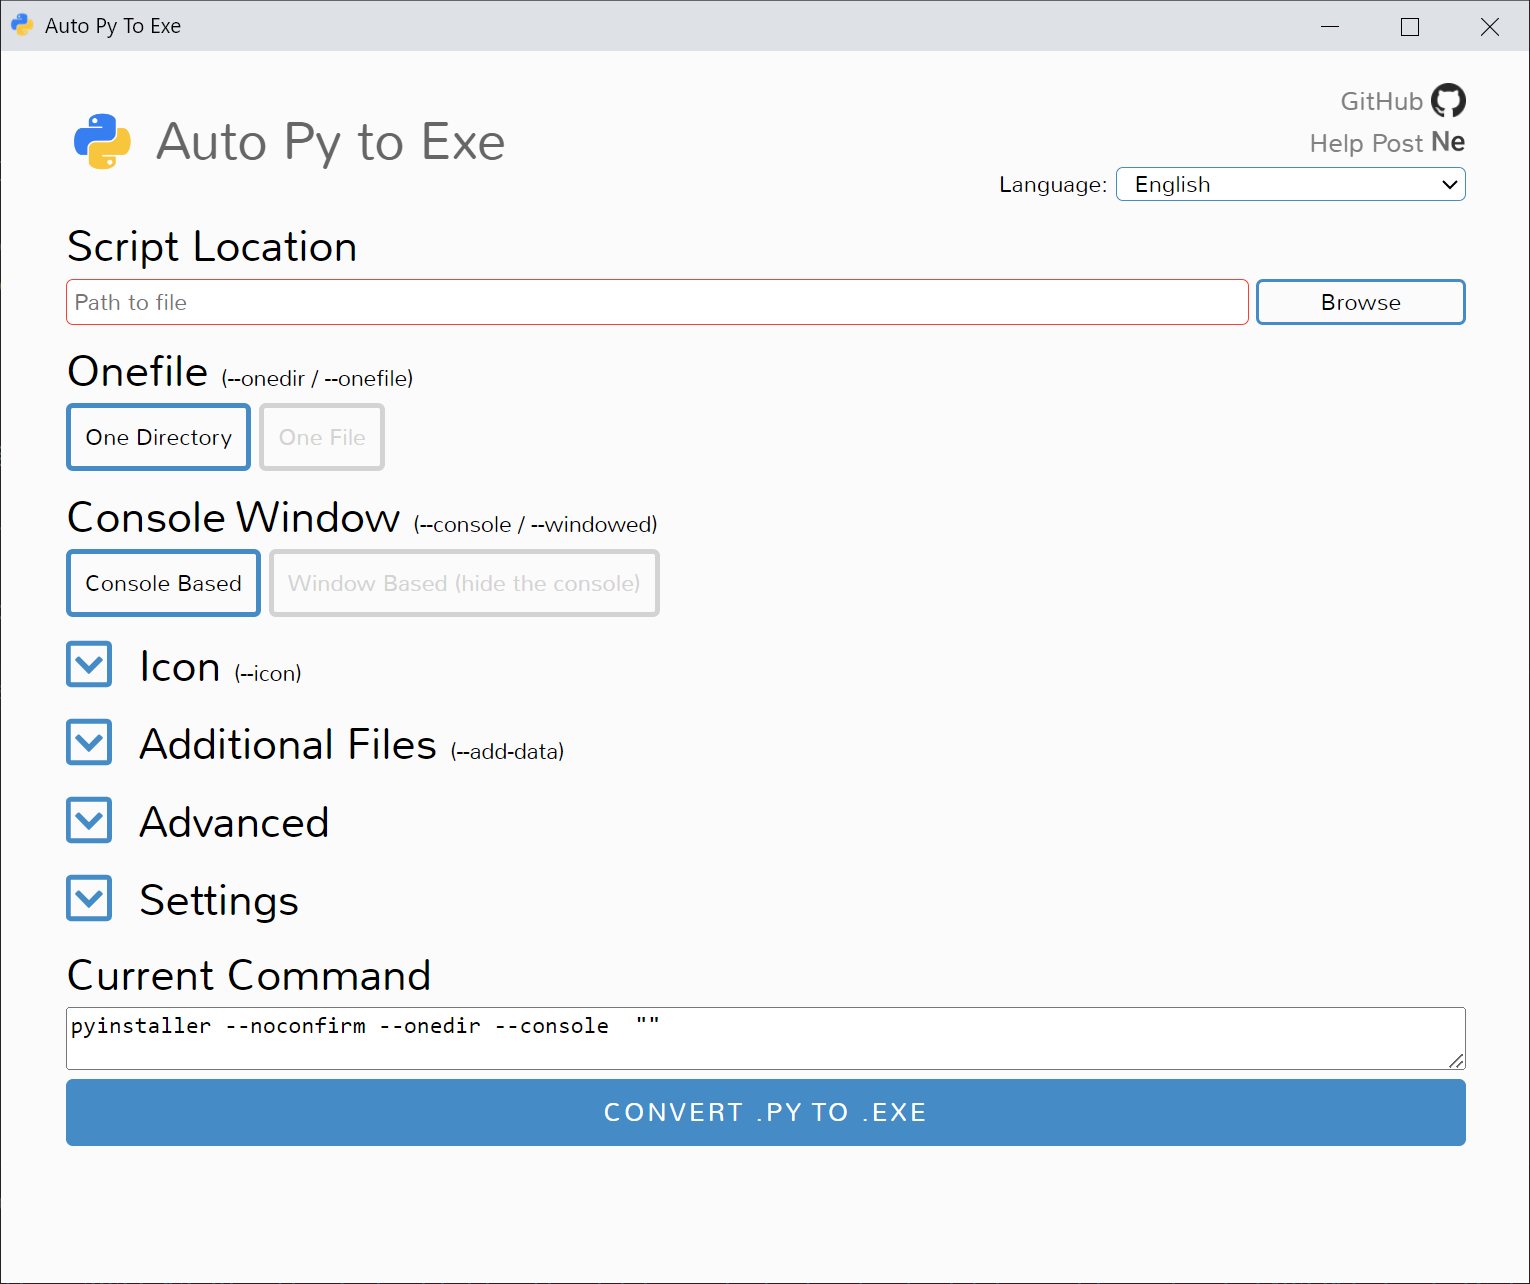 Auto Py To Exe
GitHub
Auto Py to Exe
Help Post Ne
Language: English
Script Location
Path to file Browse
Onefile (--onedir / --onefile)
One Directory One File
Console Window (--console / --windowed)
Console Based Window Based (hide the console)
Icon (--icon)
Additional Files (--add-data)
Advanced
Settings
Current Command
pyinstaller --noconfirm --onedir --console  ""
CONVERT .PY TO .EXE